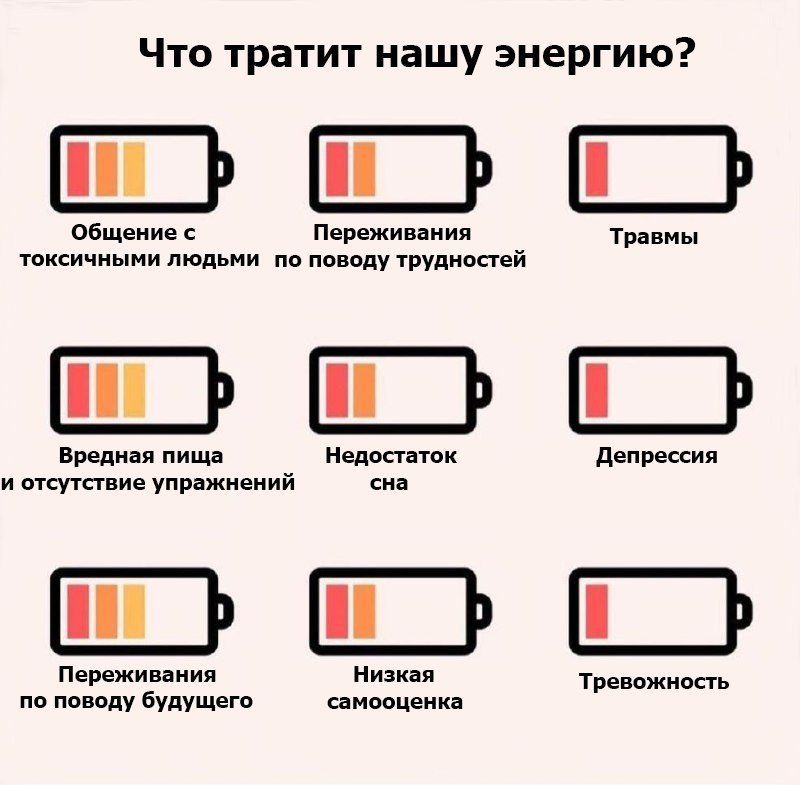 Что тратит нашу энергию?
Общение с
токсичными людьми
Переживания
по поводу трудностей
Травмы
Вредная пища
и отсутствие упражнений
Недостаток
сна
Депрессия
Переживания
по поводу будущего
Низкая
самооценка
Тревожность